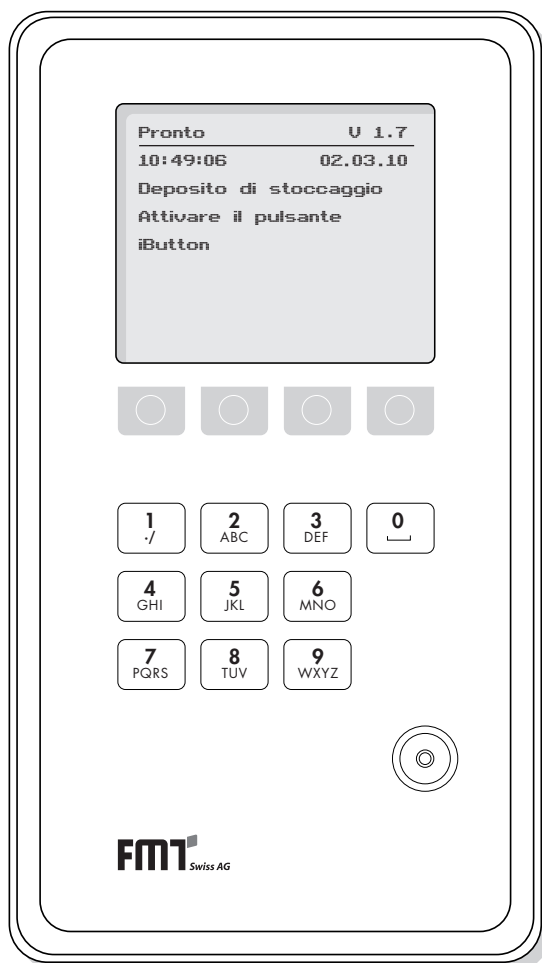 Pronto V 1.7
10:49:06 02.03.10
Deposito di stoccaggio
Attivare il pulsante
iButton
1 2 3 0
./ ABC DEF
4 5 6
GHI JKL MNO
7 8 9
PQRS TUV WXYZ
FMT Swiss AG